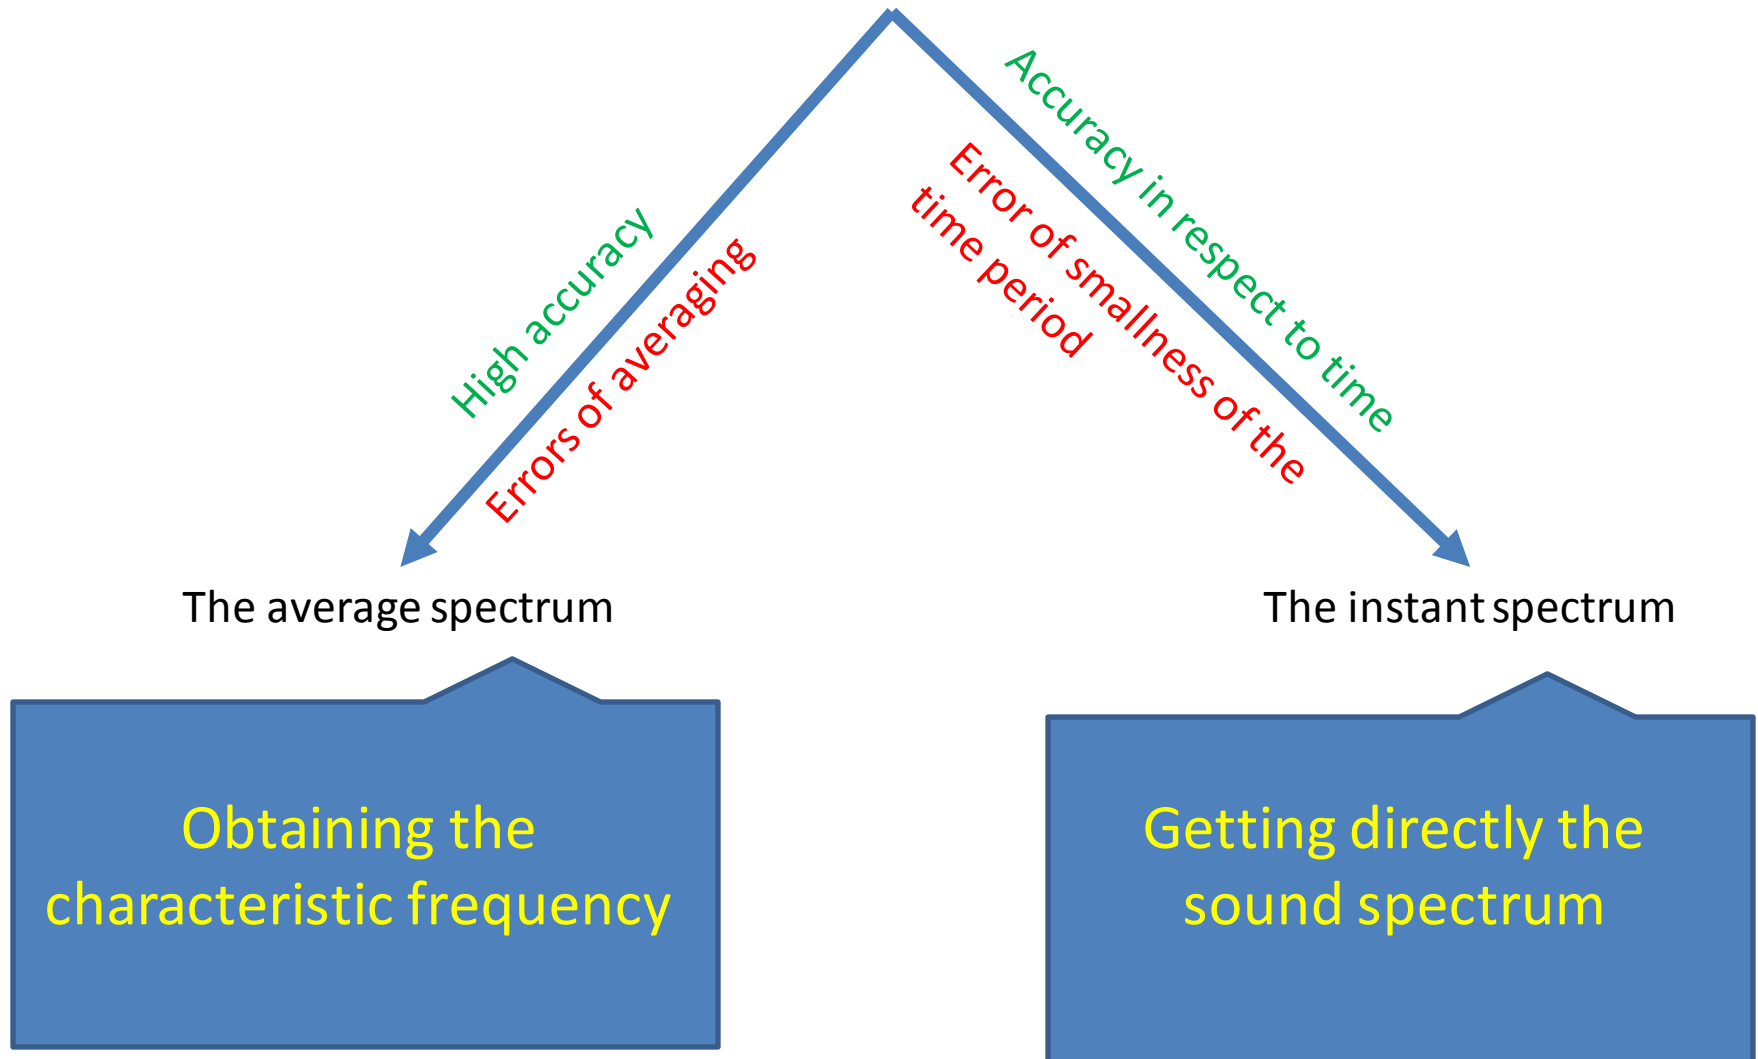 High accuracy
Errors of averaging
Accuracy in respect to time
Error of smallness of the
time period
The average spectrum
The instant spectrum
Obtaining the
characteristic frequency
Getting directly the
sound spectrum